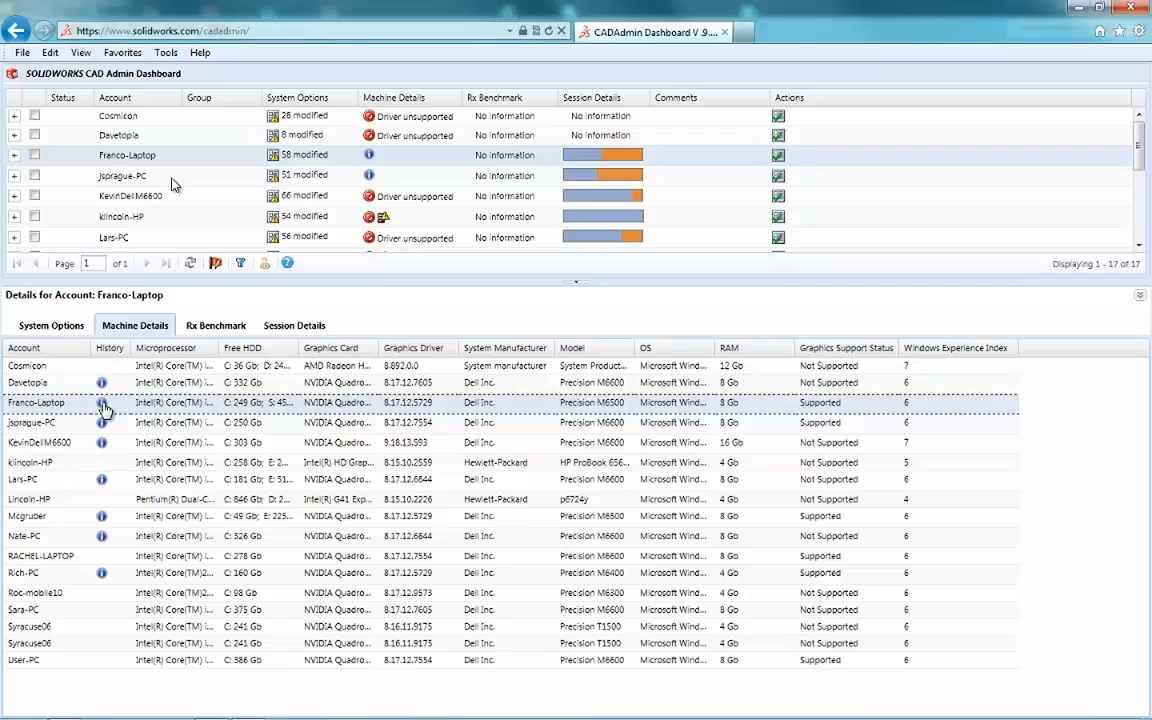 https://www.solidworks.com/cadadmin/ CADAdmin Dashboard V .9....
File Edit View Favorites Tools Help
SOLIDWORKS CAD Admin Dashboard
Status Account Group System Options Machine Details Rx Benchmark Session Details Comments Actions
Cosmicon 28 modified Driver unsupported No information No information
Davetopia 8 modified Driver unsupported No information No information
Franco-Laptop 58 modified No information
jsprague-PC 51 modified No information
KevinDellM6600 66 modified Driver unsupported No information
klincoln-HP 54 modified No information
Lars-PC 56 modified Driver unsupported No information
Page 1 of 1 Displaying 1 - 17 of 17
Details for Account: Franco-Laptop
System Options Machine Details Rx Benchmark Session Details
Account History Microprocessor Free HDD Graphics Card Graphics Driver System Manufacturer Model OS RAM Graphics Support Status Windows Experience Index
Cosmicon Intel(R) Core(TM) i... C: 36 Gb; D: 24... AMD Radeon H... 8.892.0.0 System manufacturer System Product... Microsoft Wind... 12 Gb Not Supported 7
Davetopia Intel(R) Core(TM) i... C: 332 Gb NVIDIA Quadro... 8.17.12.7605 Dell Inc. Precision M6600 Microsoft Wind... 8 Gb Not Supported 6
Franco-Laptop Intel(R) Core(TM) i... C: 249 Gb; S: 45... NVIDIA Quadro... 8.17.12.5729 Dell Inc. Precision M6500 Microsoft Wind... 8 Gb Supported 6
jsprague-PC Intel(R) Core(TM) i... C: 250 Gb NVIDIA Quadro... 8.17.12.7554 Dell Inc. Precision M6600 Microsoft Wind... 8 Gb Supported 6
KevinDellM6600 Intel(R) Core(TM) i... C: 303 Gb NVIDIA Quadro... 9.18.13.593 Dell Inc. Precision M6600 Microsoft Wind... 16 Gb Not Supported 7
klincoln-HP Intel(R) Core(TM) i... C: 258 Gb; E: 2... Intel(R) HD Grap... 8.15.10.2559 Hewlett-Packard HP ProBook 656... Microsoft Wind... 4 Gb Not Supported 5
Lars-PC Intel(R) Core(TM) i... C: 181 Gb; E: 51... NVIDIA Quadro... 8.17.12.6844 Dell Inc. Precision M6600 Microsoft Wind... 8 Gb Not Supported 6
Lincoln-HP Pentium(R) Dual-C... C: 846 Gb; D: 2... Intel(R) G41 Exp... 8.15.10.2226 Hewlett-Packard p6724y Microsoft Wind... 4 Gb Not Supported 4
Mcgruber Intel(R) Core(TM) i... C: 49 Gb; E: 225... NVIDIA Quadro... 8.17.12.5729 Dell Inc. Precision M6500 Microsoft Wind... 8 Gb Supported 6
Nate-PC Intel(R) Core(TM) i... C: 326 Gb NVIDIA Quadro... 8.17.12.6844 Dell Inc. Precision M6600 Microsoft Wind... 8 Gb Not Supported 6
RACHEL-LAPTOP Intel(R) Core(TM) i... C: 278 Gb NVIDIA Quadro... 8.17.12.7554 Dell Inc. Precision M6600 Microsoft Wind... 8 Gb Supported 6
Rich-PC Intel(R) Core(TM)2... C: 160 Gb NVIDIA Quadro... 8.17.12.5729 Dell Inc. Precision M6400 Microsoft Wind... 4 Gb Supported 6
Roc-mobile10 Intel(R) Core(TM)2... C: 98 Gb NVIDIA Quadro... 8.17.12.9573 Dell Inc. Precision M6300 Microsoft Wind... 4 Gb Not Supported 6
Sara-PC Intel(R) Core(TM) i... C: 375 Gb NVIDIA Quadro... 8.17.12.7605 Dell Inc. Precision M6600 Microsoft Wind... 8 Gb Not Supported 6
Syracuse06 Intel(R) Core(TM) i... C: 241 Gb NVIDIA Quadro... 8.16.11.9175 Dell Inc. Precision T1500 Microsoft Wind... 4 Gb Not Supported 6
Syracuse06 Intel(R) Core(TM) i... C: 241 Gb NVIDIA Quadro... 8.16.11.9175 Dell Inc. Precision T1500 Microsoft Wind... 4 Gb Not Supported 6
User-PC Intel(R) Core(TM) i... C: 386 Gb NVIDIA Quadro... 8.17.12.7554 Dell Inc. Precision M6600 Microsoft Wind... 8 Gb Supported 6